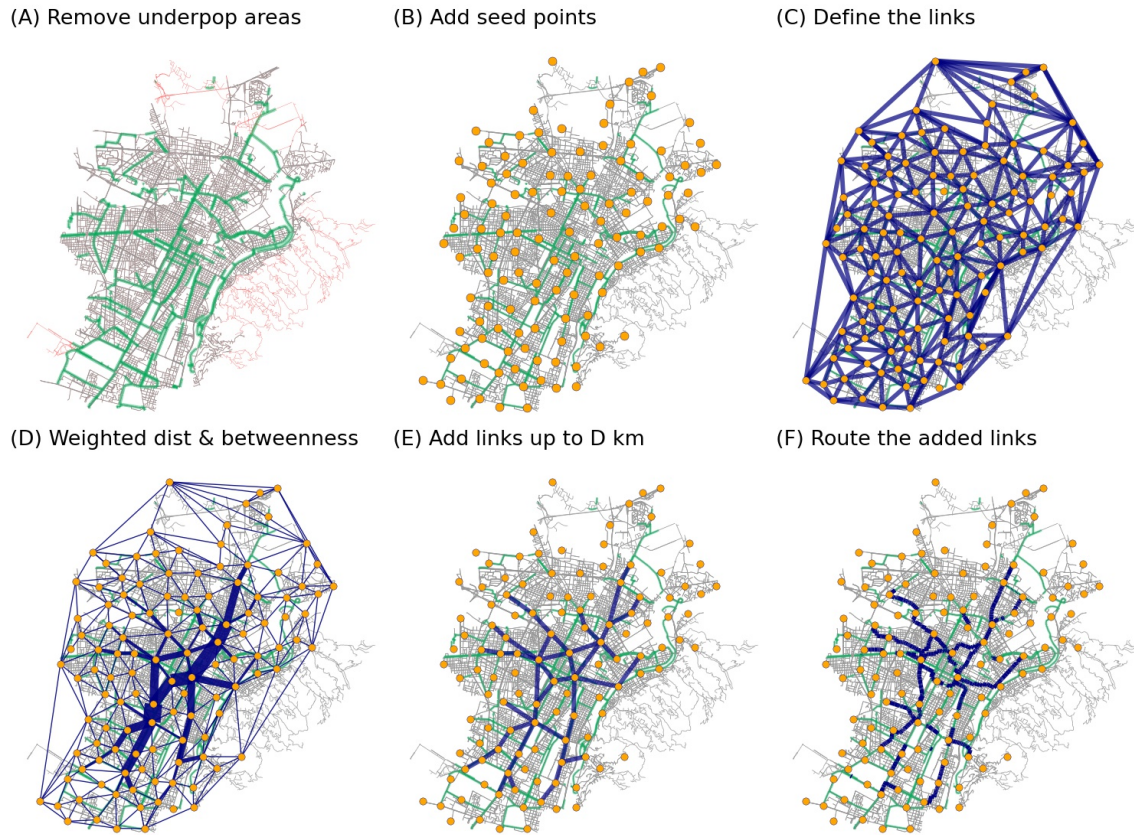 (A) Remove underpop areas
(B) Add seed points
(C) Define the links
(D) Weighted dist & betweenness
(E) Add links up to D km
(F) Route the added links